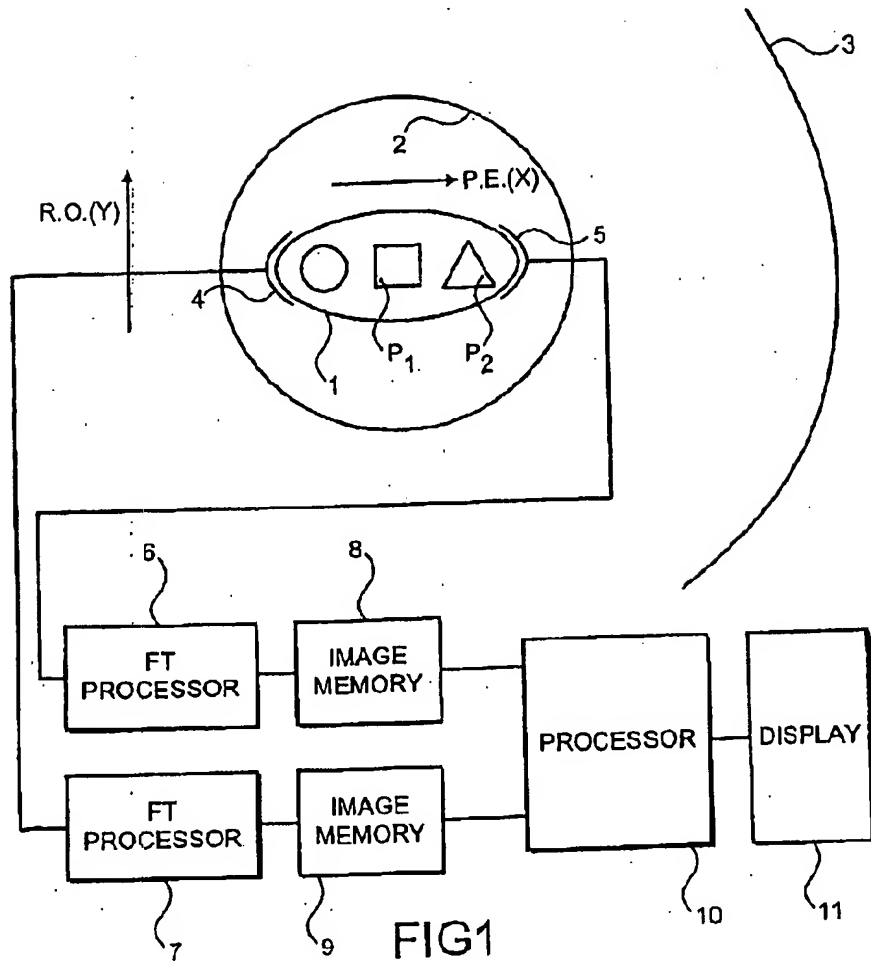 3
2
P.E.(X)
R.O.(Y)
5
4
1
P1
P2
6
8
FT
PROCESSOR
IMAGE
MEMORY
PROCESSOR
DISPLAY
FT
PROCESSOR
IMAGE
MEMORY
7
9
10
11
FIG1